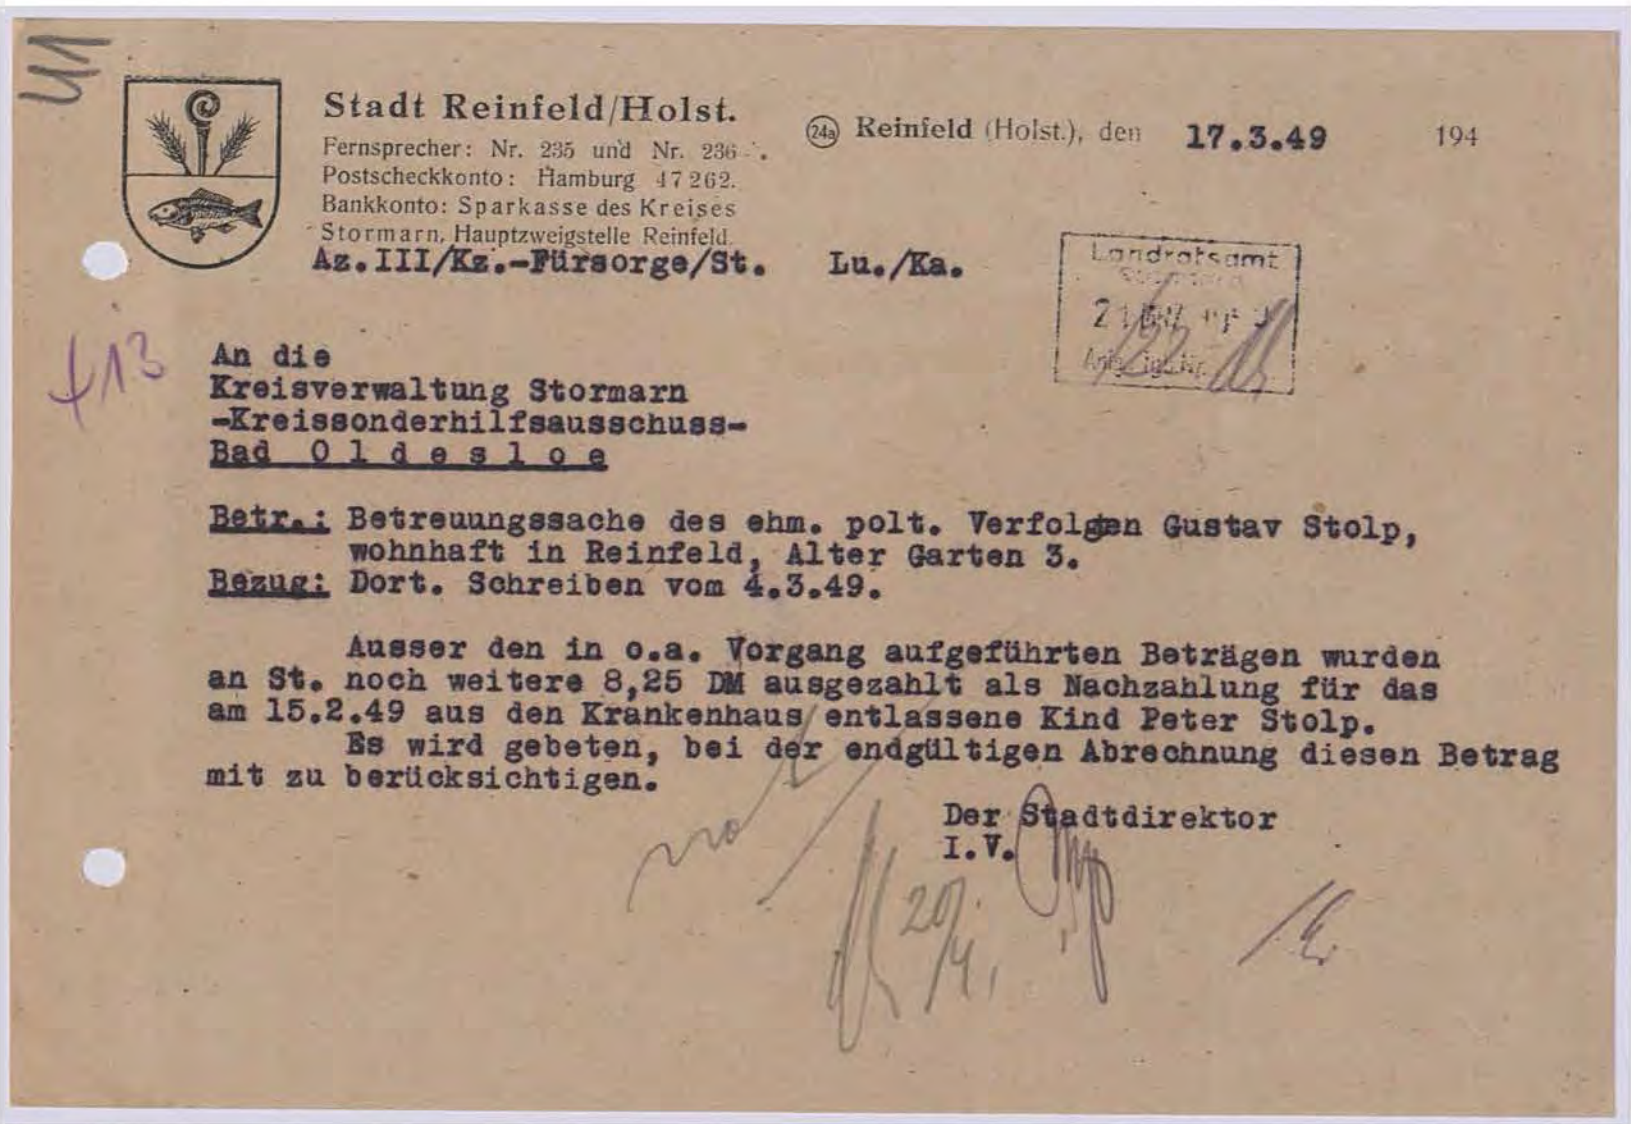 Stadt Reinfeld/Holst.
Fernsprecher: Nr. 235 und Nr. 236
Postscheckkonto: Hamburg 47262.
Bankkonto: Sparkasse des Kreises
Stormarn, Hauptzweigstelle Reinfeld.
24a Reinfeld (Holst.), den 17.3.49 194
Az.III/Kz.-Fürsorge/St. Lu./Ka.
Landratsamt
413
An die
Kreisverwaltung Stormarn
-Kreissonderhilfsausschuss-
Bad Oldesloe
Betr.: Betreuungssache des ehm. polt. Verfolgten Gustav Stolp,
wohnhaft in Reinfeld, Alter Garten 3.
Bezug: Dort. Schreiben vom 4.3.49.
Ausser den in o.a. Vorgang aufgeführten Beträgen wurden
an St. noch weitere 8,25 DM ausgezahlt als Nachzahlung für das
am 15.2.49 aus den Krankenhaus entlassene Kind Peter Stolp.
Es wird gebeten, bei der endgültigen Abrechnung diesen Betrag
mit zu berücksichtigen.
Der Stadtdirektor
I.V.
20/4.